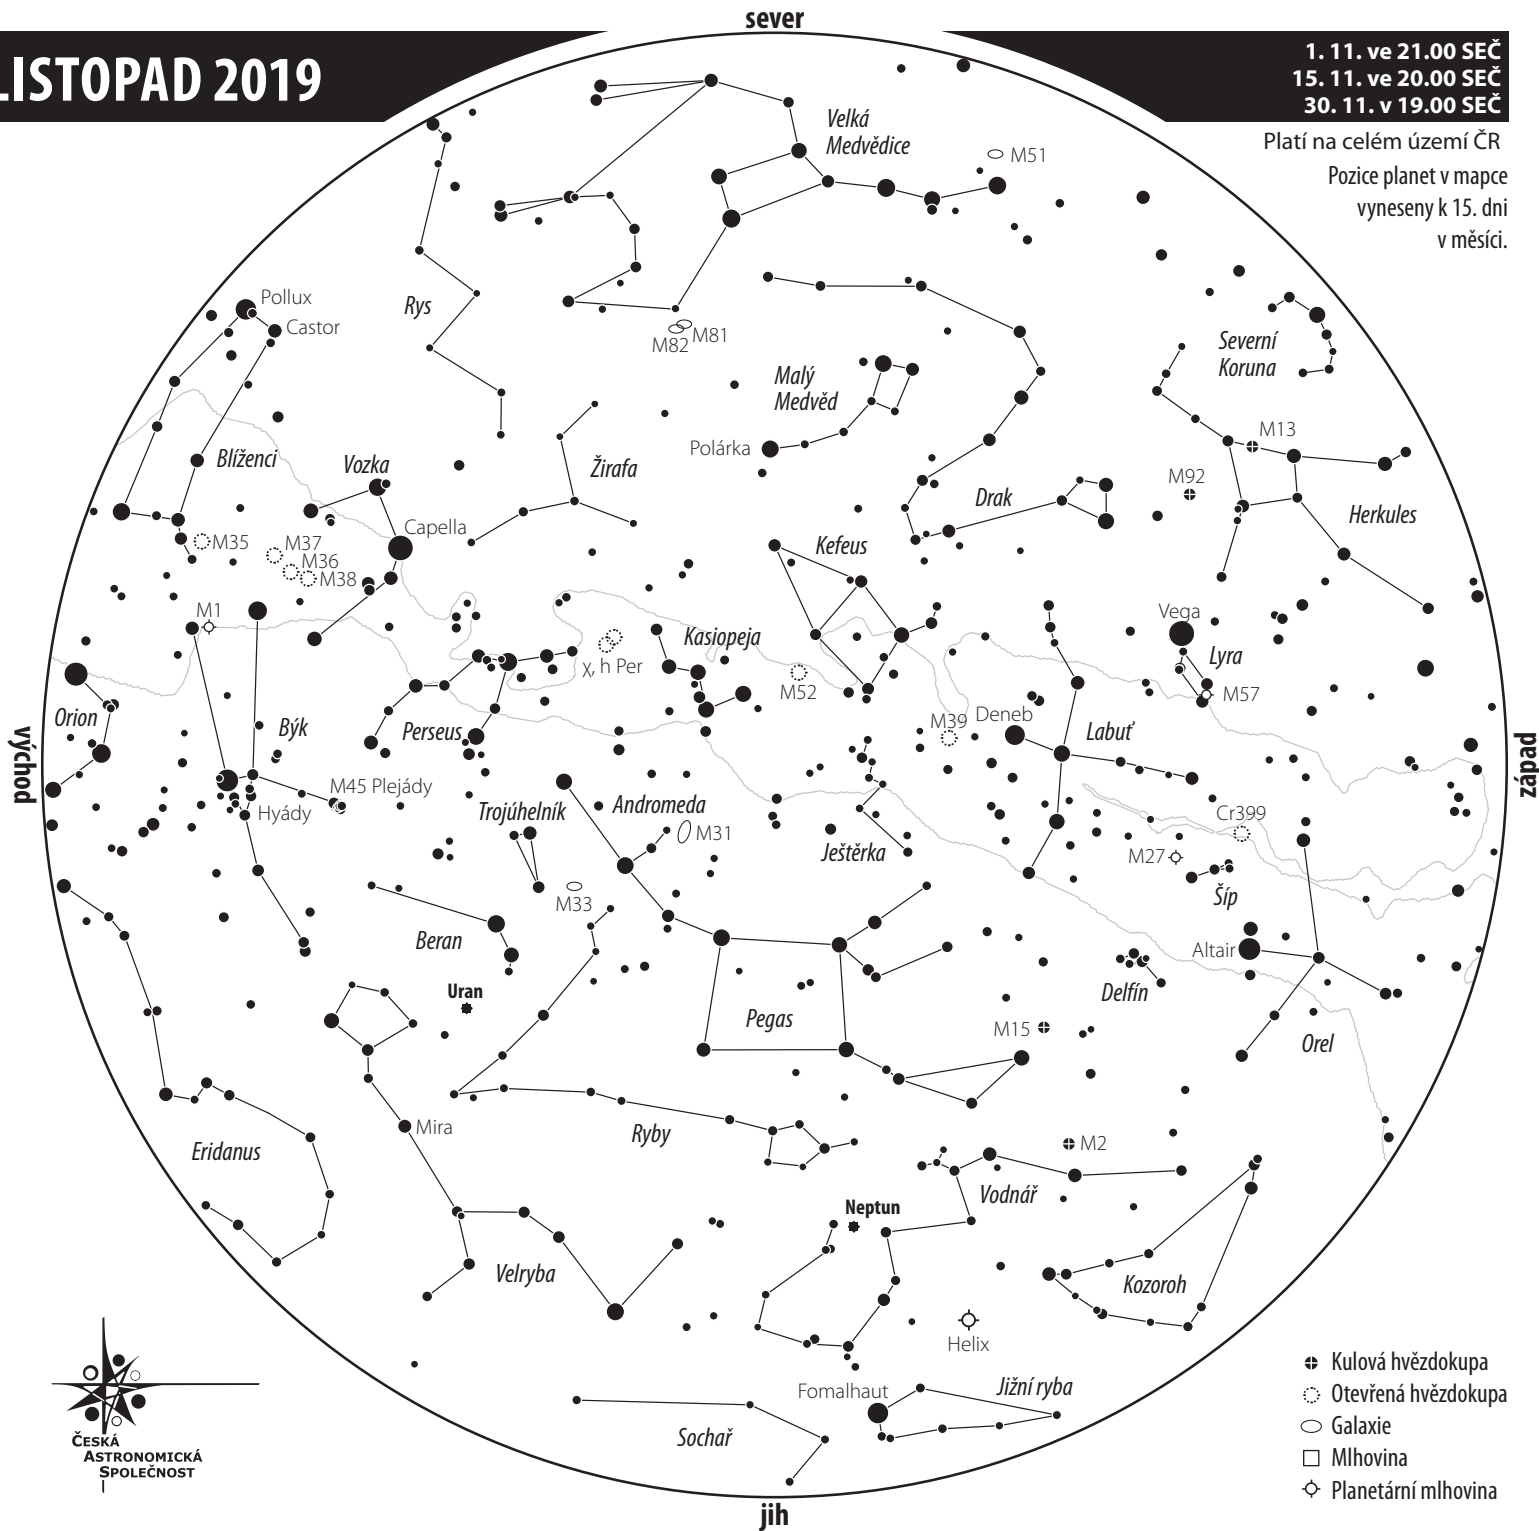 sever
LISTOPAD 2019
1. 11. ve 21.00 SEČ
15. 11. ve 20.00 SEČ
30. 11. v 19.00 SEČ
Platí na celém území ČR
Pozice planet v mapce
vyneseny k 15. dni
v měsíci.
Velká
Medvědice
M51
Pollux
Castor
Rys
M82
M81
Severní
Koruna
Malý
Medvěd
Polárka
M13
Blíženci
Vozka
Žirafa
Drak
M92
Herkules
Capella
Kefeus
M35
M37
M36
M38
M1
Vega
Lyra
Kasiopeja
χ, h Per
M52
M57
Orion
Býk
Perseus
M39
Deneb
Labuť
východ
západ
M45 Plejády
Hyády
Trojúhelník
Andromeda
M31
Ještěrka
Cr399
M27
Šíp
M33
Beran
Altair
Uran
Delfín
Pegas
M15
Orel
Mira
Ryby
M2
Eridanus
Vodnář
Neptun
Velryba
Kozoroh
Helix
Fomalhaut
Jižní ryba
Sochař
ČESKÁ
ASTRONOMICKÁ
SPOLEČNOST
Kulová hvězdokupa
Otevřená hvězdokupa
Galaxie
Mlhovina
Planetární mlhovina
jih